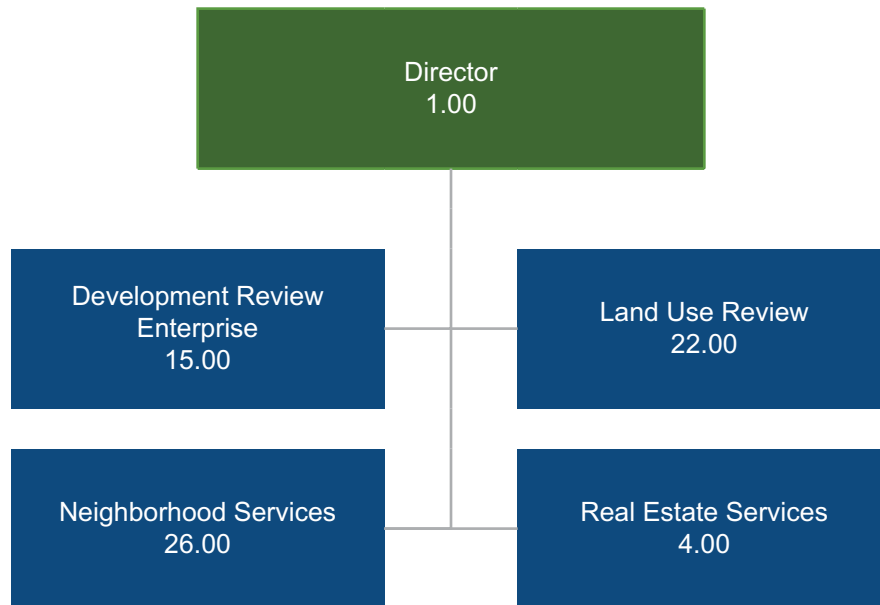 Director
1.00
Development Review
Enterprise
15.00
Land Use Review
22.00
Neighborhood Services
26.00
Real Estate Services
4.00